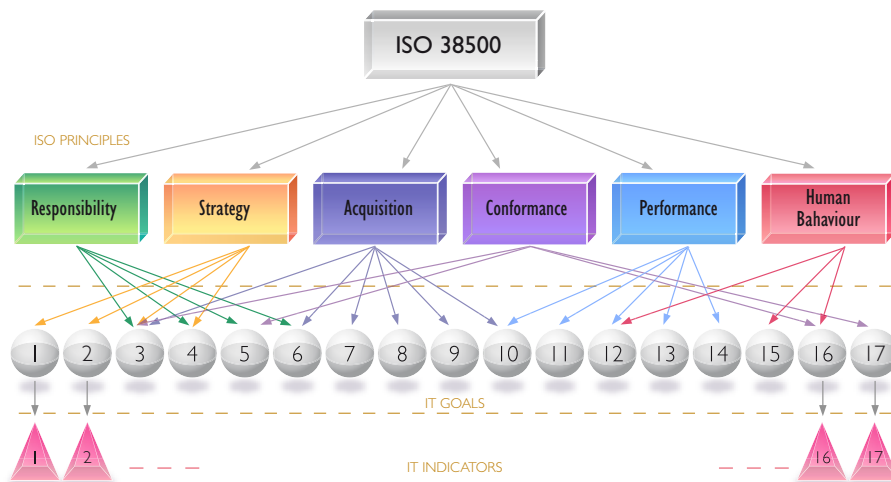 ISO 38500
ISO PRINCIPLES
Responsibility
Strategy
Acquisition
Conformance
Performance
Human
Bahaviour
1 2 3 4 5 6 7 8 9 10 11 12 13 14 15 16 17
IT GOALS
1 2 16 17
IT INDICATORS